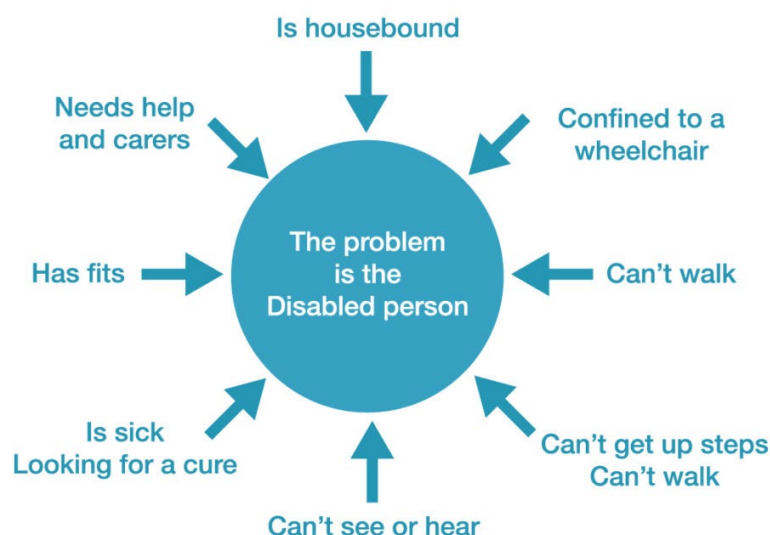 Is housebound
Needs help
and carers
Confined to a
wheelchair
The problem
is the
Disabled person
Has fits
Can't walk
Is sick
Looking for a cure
Can't get up steps
Can't walk
Can't see or hear